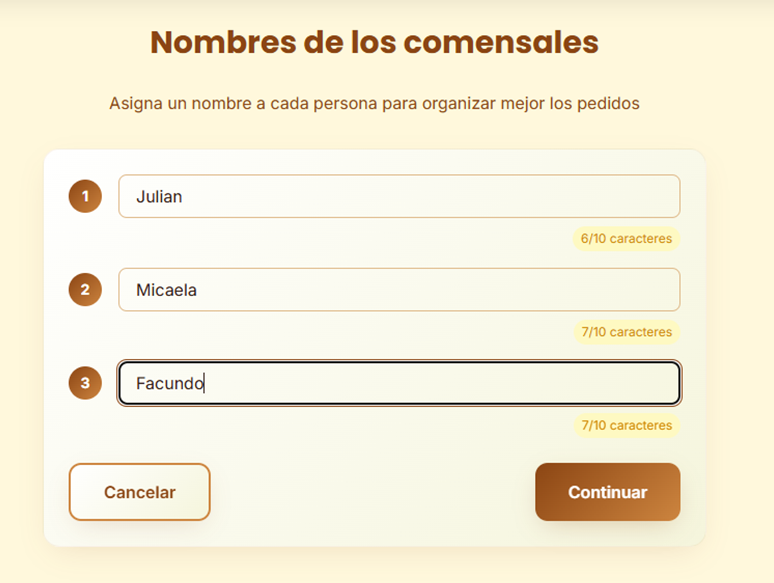 Nombres de los comensales
Asigna un nombre a cada persona para organizar mejor los pedidos
1 Julian
6/10 caracteres
2 Micaela
7/10 caracteres
3 Facundo
7/10 caracteres
Cancelar Continuar